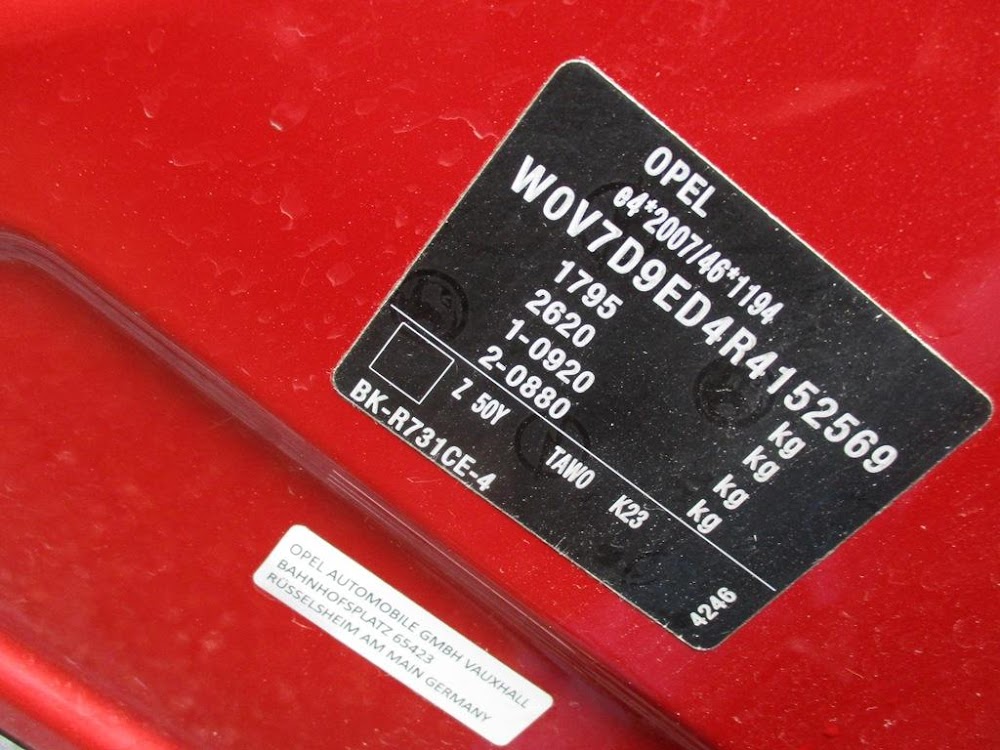 OPEL
e4*2007/46*1194
W0V7D9ED4R4152569
1795 kg
2620 kg
1-0920 kg
2-0880 kg
Z 50Y TAWO K23
BK-R731CE-4 4246
OPEL AUTOMOBILE GMBH VAUXHALL
BAHNHOFSPLATZ 65423
RÜSSELSHEIM AM MAIN GERMANY